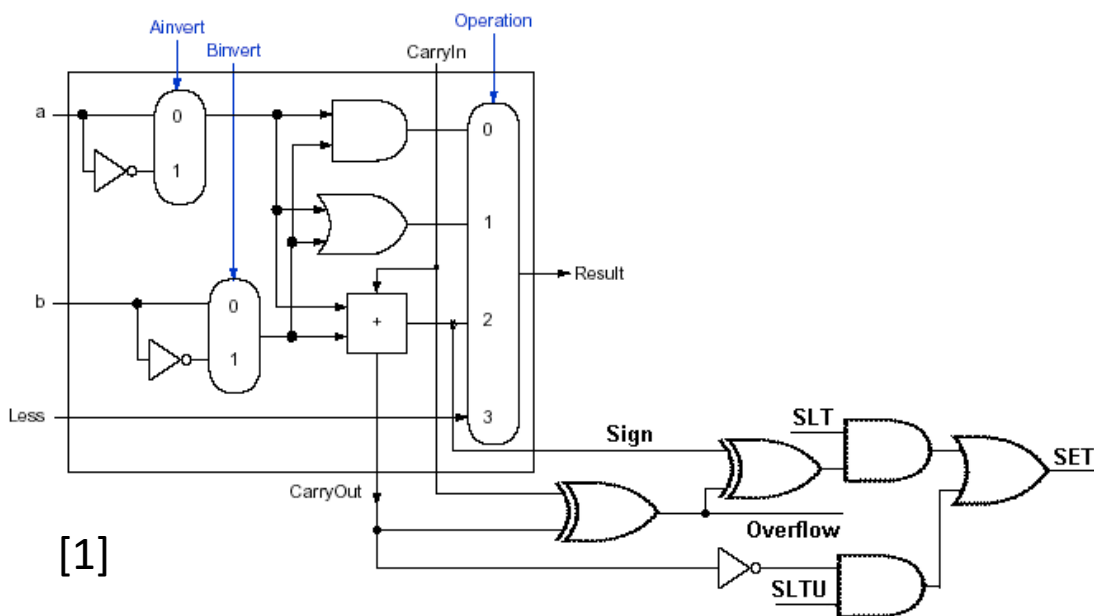 Operation
Ainvert
Binvert
CarryIn
a
0
1
0
1
Result
b
0
1
+
2
Less
3
SLT
Sign
SET
CarryOut
Overflow
[1]
SLTU